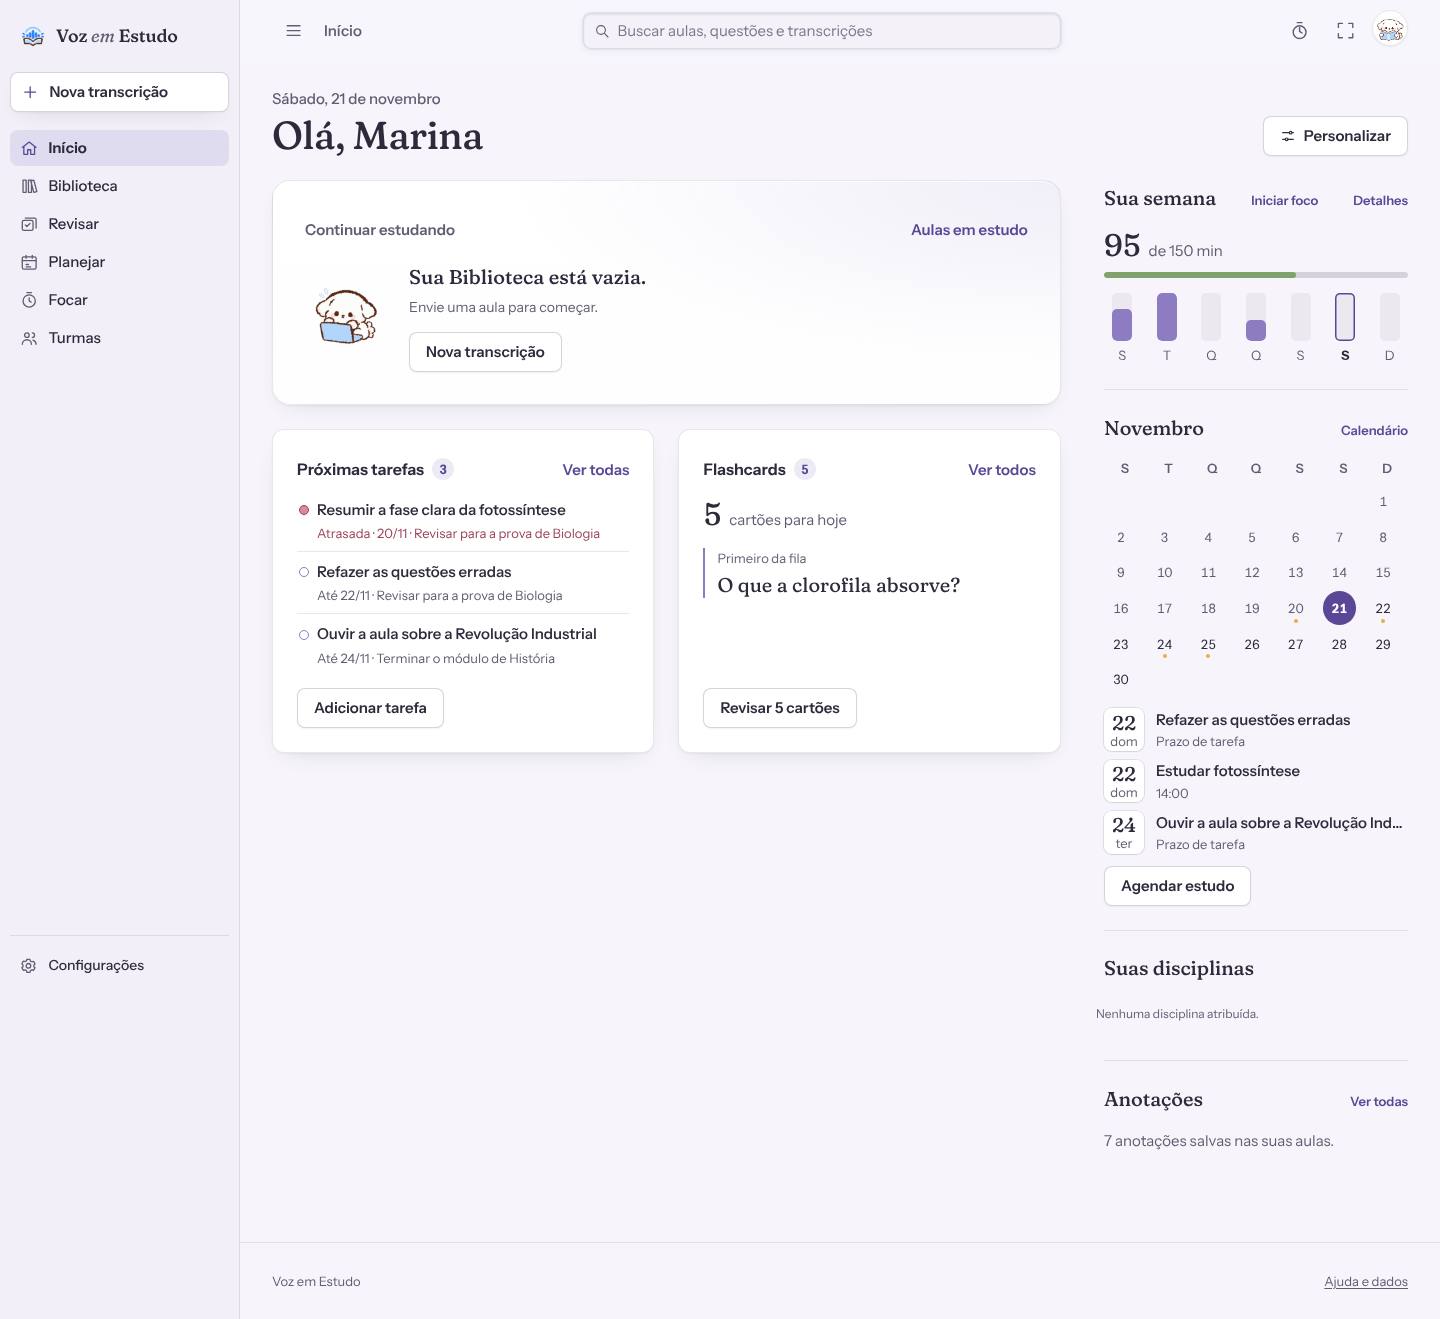 Voz em Estudo
Nova transcrição
Início
Biblioteca
Revisar
Planejar
Focar
Turmas
Configurações
Início
Buscar aulas, questões e transcrições
Sábado, 21 de novembro
Olá, Marina
Personalizar
Continuar estudando
Aulas em estudo
Sua Biblioteca está vazia.
Envie uma aula para começar.
Nova transcrição
Próximas tarefas 3
Ver todas
Resumir a fase clara da fotossíntese
Atrasada · 20/11 · Revisar para a prova de Biologia
Refazer as questões erradas
Até 22/11 · Revisar para a prova de Biologia
Ouvir a aula sobre a Revolução Industrial
Até 24/11 · Terminar o módulo de História
Adicionar tarefa
Flashcards 5
Ver todos
5 cartões para hoje
Primeiro da fila
O que a clorofila absorve?
Revisar 5 cartões
Sua semana
Iniciar foco
Detalhes
95 de 150 min
S T Q Q S S D
Novembro
Calendário
S T Q Q S S D
1
2 3 4 5 6 7 8
9 10 11 12 13 14 15
16 17 18 19 20 21 22
23 24 25 26 27 28 29
30
22 dom
Refazer as questões erradas
Prazo de tarefa
22 dom
Estudar fotossíntese
14:00
24 ter
Ouvir a aula sobre a Revolução Ind...
Prazo de tarefa
Agendar estudo
Suas disciplinas
Nenhuma disciplina atribuída.
Anotações
Ver todas
7 anotações salvas nas suas aulas.
Voz em Estudo
Ajuda e dados